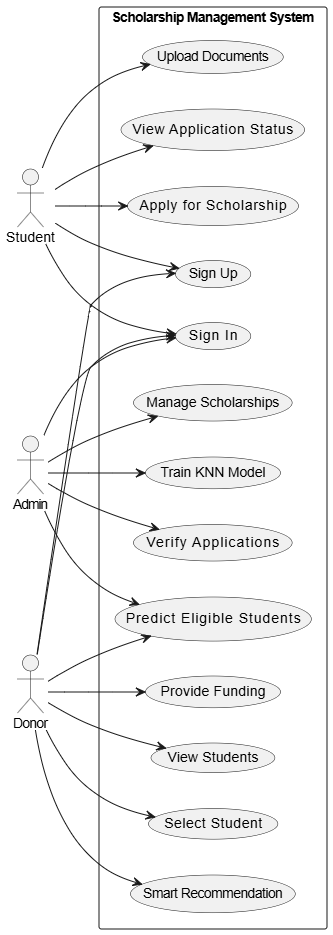 Scholarship Management System
Upload Documents
View Application Status
Apply for Scholarship
Student
Sign Up
Sign In
Manage Scholarships
Train KNN Model
Admin
Verify Applications
Predict Eligible Students
Provide Funding
Donor
View Students
Select Student
Smart Recommendation